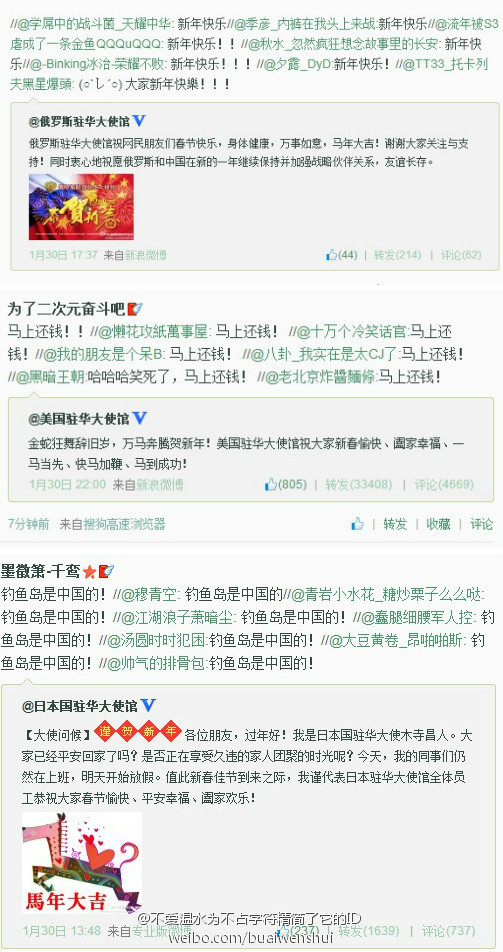 //@学屌中的战斗菌_天耀中华: 新年快乐//@季彦_内裤在我头上来战:新年快乐//@流年被S3
虐成了一条金鱼QQQuQQQ: 新年快乐！！//@秋水_忽然疯狂想念故事里的长安: 新年快
乐//@-Binking冰冶-荣耀不败: 新年快乐！！！//@夕露_DyD:新年快乐！//@TT33_托卡列
夫黑星爆頭: (○`し´○) 大家新年快樂！！！
@俄罗斯驻华大使馆
俄罗斯驻华大使馆祝网民朋友们春节快乐，身体健康，万事如意，马年大吉！谢谢大家关注与支
持！同时衷心地祝愿俄罗斯和中国在新的一年继续保持并加强战略伙伴关系，友谊长存。
賀新春
1月30日 17:37 来自新浪微博
(44) | 转发(214) | 评论(62)
为了二次元奋斗吧
马上还钱！！//@懒花攻紙萬事屋: 马上还钱！//@十万个冷笑话官:马上还
钱！//@我的朋友是个呆B: 马上还钱！//@八卦_我实在是太CJ了:马上还钱！
//@黑暗王朝:哈哈哈笑死了，马上还钱！//@老北京炸醬麵條:马上还钱！
@美国驻华大使馆
金蛇狂舞辞旧岁，万马奔腾贺新年！美国驻华大使馆祝大家新春愉快、阖家幸福、一
马当先、快马加鞭、马到成功！
1月30日 22:00 来自新浪微博
(805) | 转发(33408) | 评论(4669)
7分钟前 来自搜狗高速浏览器
| 转发 | 收藏 | 评论
墨徵箫-千鸾
钓鱼岛是中国的！//@穆青空: 钓鱼岛是中国的//@青岩小水花_糖炒栗子么么哒:
钓鱼岛是中国的！//@江湖浪子萧暗尘: 钓鱼岛是中国的！//@蠢腿细腰军人控: 钓
鱼岛是中国的！//@汤圆时时犯困:钓鱼岛是中国的！//@大豆黄卷_昂啪啪斯: 钓
鱼岛是中国的！//@帅气的排骨包:钓鱼岛是中国的！
@日本国驻华大使馆
【大使问候】谨贺新年各位朋友，过年好！我是日本国驻华大使木寺昌人。大
家已经平安回家了吗？是否正在享受久违的家人团聚的时光呢？今天，我的同事们仍
然在上班，明天开始放假。值此新春佳节到来之际，我谨代表日本驻华大使馆全体员
工恭祝大家春节愉快、平安幸福、阖家欢乐！
馬年大吉
1月30日 13:48 来自专业版微博
(237) | 转发(1639) | 评论(737)
@不爱温水为不占字符精简了它的ID
weibo.com/buaiwenshui